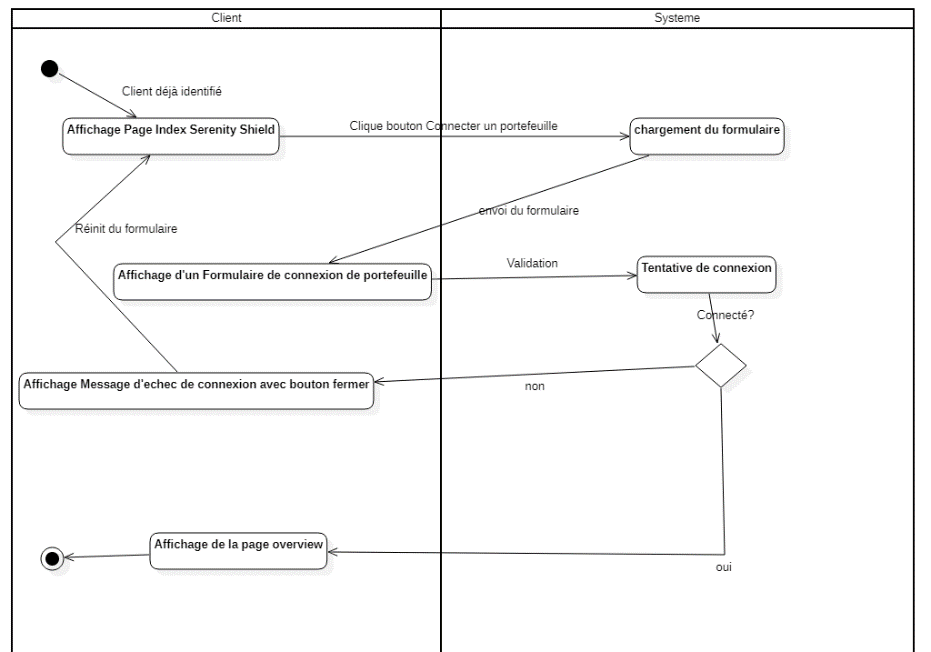 Client
Systeme
Client déjà identifié
Affichage Page Index Serenity Shield
Clique bouton Connecter un portefeuille
chargement du formulaire
envoi du formulaire
Réinit du formulaire
Affichage d'un Formulaire de connexion de portefeuille
Validation
Tentative de connexion
Connecté?
Affichage Message d'echec de connexion avec bouton fermer
non
Affichage de la page overview
oui